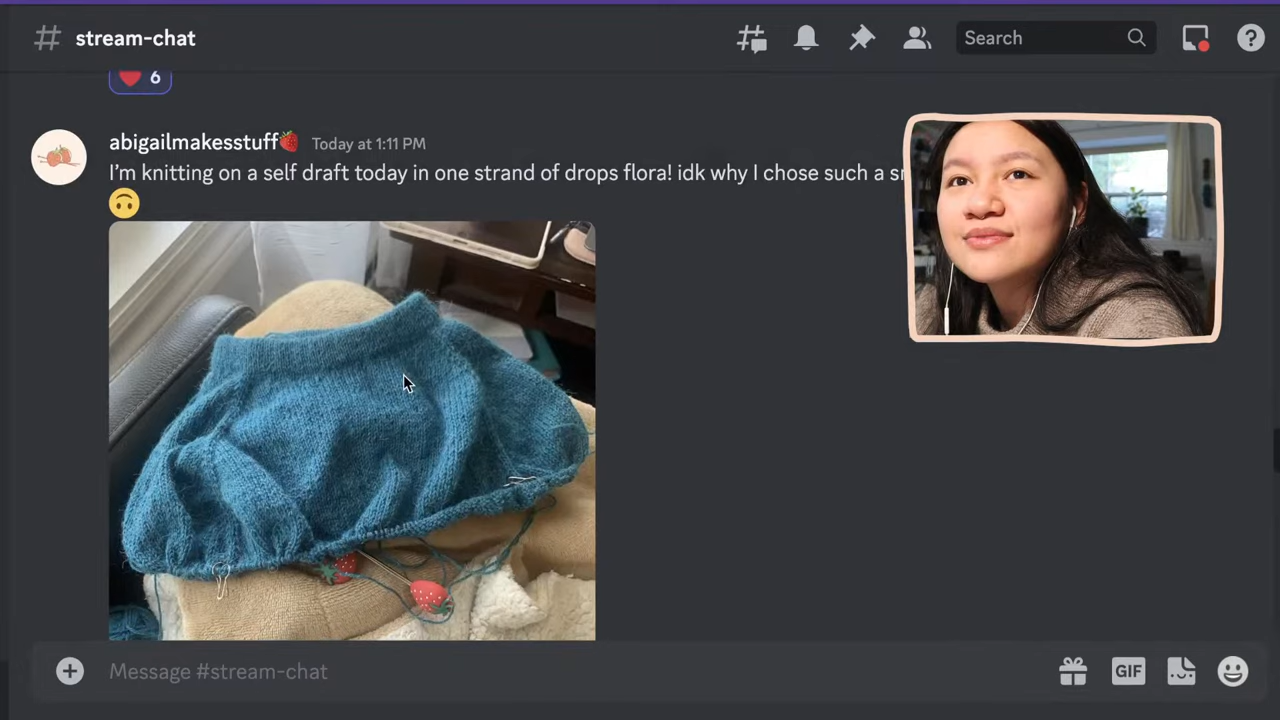 stream-chat
Search
6
abigailmakesstuff🍓 Today at 1:11 PM
I'm knitting on a self draft today in one strand of drops flora! idk why I chose such a
🙃
Message #stream-chat
GIF